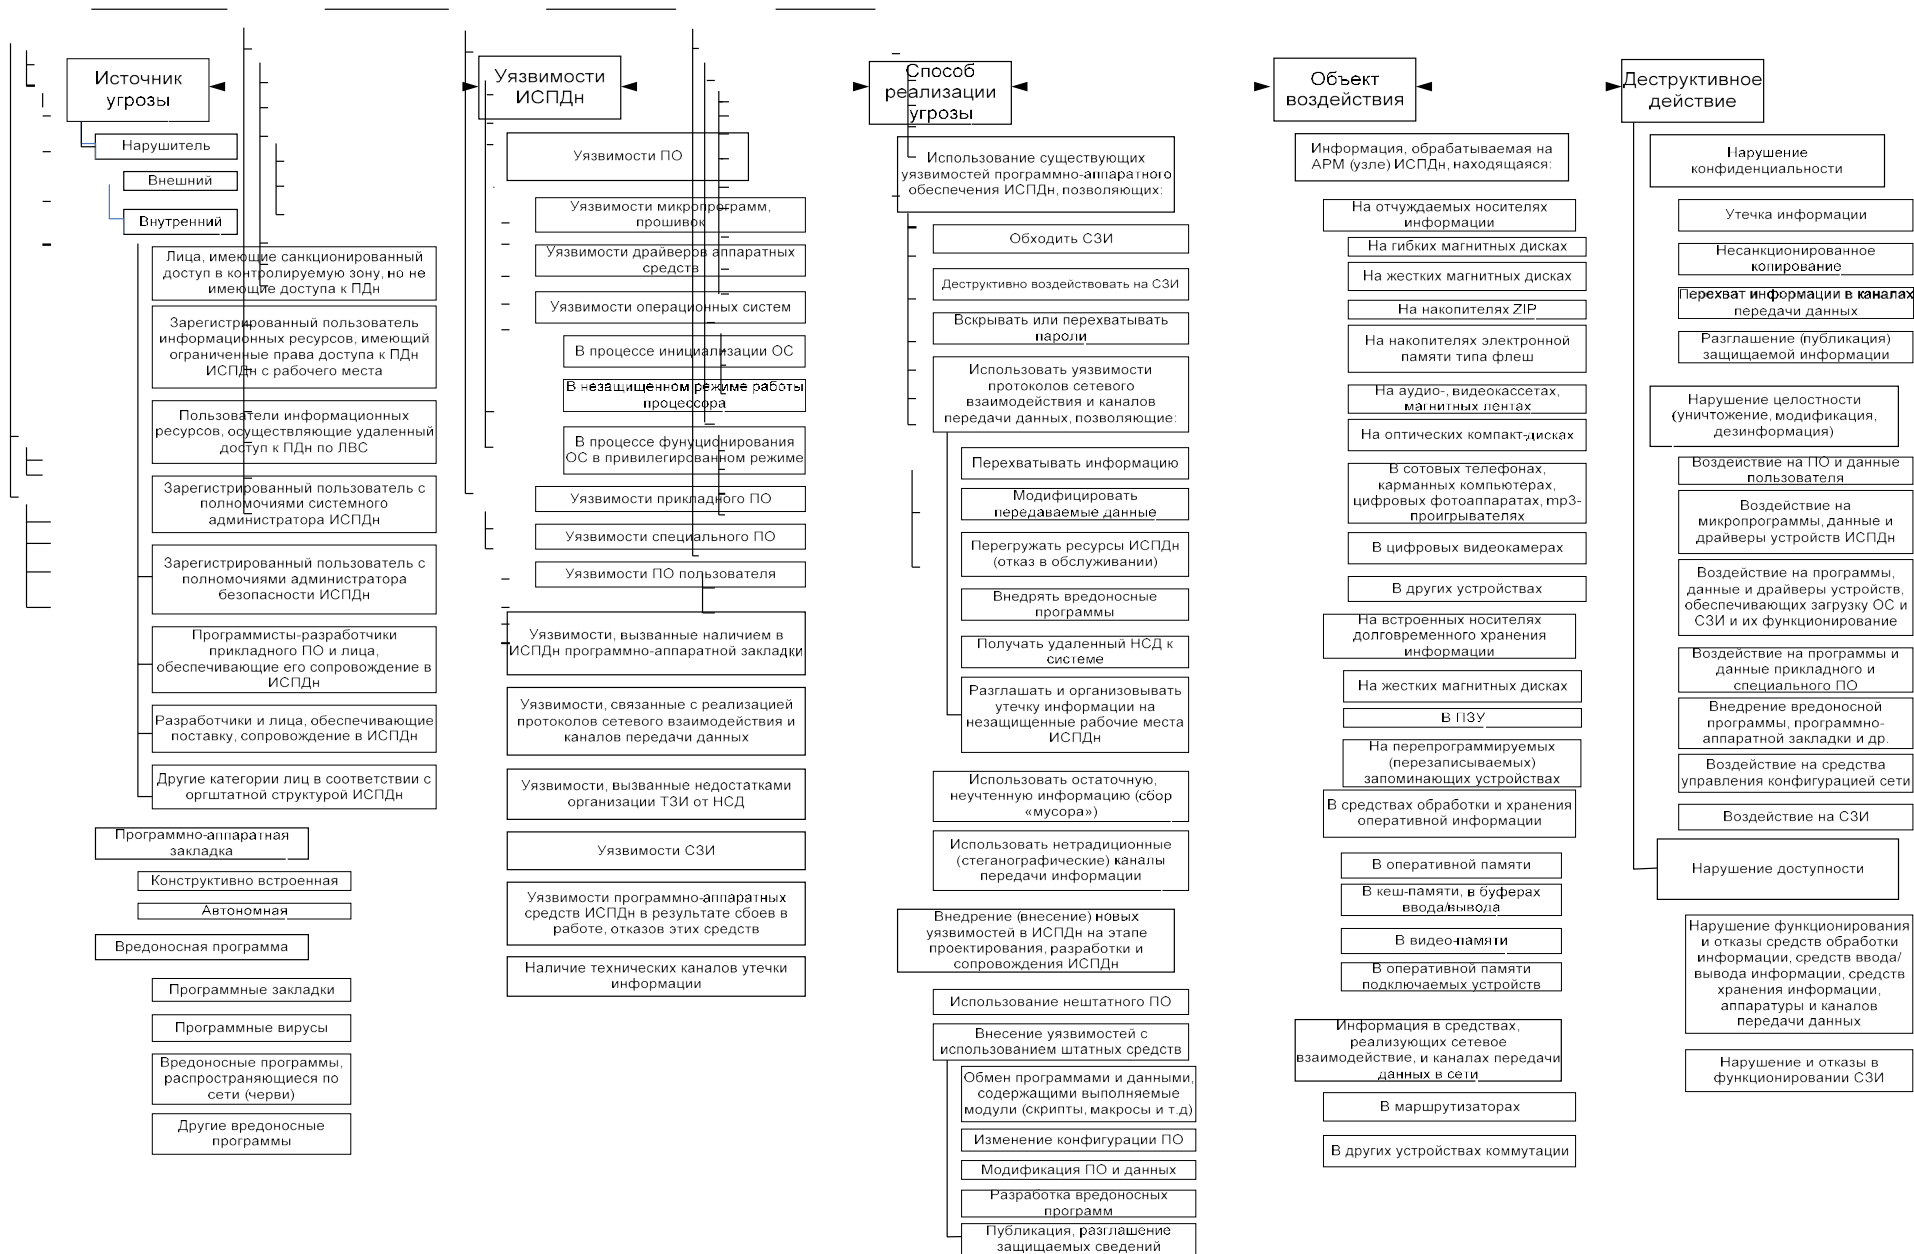 Источник
угрозы
Нарушитель
Внешний
Внутренний
Лица, имеющие санкционированный
доступ в контролируемую зону, но не
имеющие доступа к ПДн
Зарегистрированный пользователь
информационных ресурсов, имеющий
ограниченные права доступа к ПДн
ИСПДн с рабочего места
Пользователи информационных
ресурсов, осуществляющие удаленный
доступ к ПДн по ЛВС
Зарегистрированный пользователь с
полномочиями системного
администратора ИСПДн
Зарегистрированный пользователь с
полномочиями администратора
безопасности ИСПДн
Программисты-разработчики
прикладного ПО и лица,
обеспечивающие его сопровождение в
ИСПДн
Разработчики и лица, обеспечивающие
поставку, сопровождение в ИСПДн
Другие категории лиц в соответствии с
оргштатной структурой ИСПДн
Программно-аппаратная
закладка
Конструктивно встроенная
Автономная
Вредоносная программа
Программные закладки
Программные вирусы
Вредоносные программы,
распространяющиеся по
сети (черви)
Другие вредоносные
программы
Уязвимости
ИСПДн
Уязвимости ПО
Уязвимости микропрограмм,
прошивок
Уязвимости драйверов аппаратных
средств
Уязвимости операционных систем
В процессе инициализации ОС
В незащищенном режиме работы
процессора
В процессе фунуционирования
ОС в привилегированном режиме
Уязвимости прикладного ПО
Уязвимости специального ПО
Уязвимости ПО пользователя
Уязвимости, вызванные наличием в
ИСПДн программно-аппаратной закладки
Уязвимости, связанные с реализацией
протоколов сетевого взаимодействия и
каналов передачи данных
Уязвимости, вызванные недостатками
организации ТЗИ от НСД
Уязвимости СЗИ
Уязвимости программно-аппаратных
средств ИСПДн в результате сбоев в
работе, отказов этих средств
Наличие технических каналов утечки
информации
Способ
реализации
угрозы
Использование существующих
уязвимостей программно-аппаратного
обеспечения ИСПДн, позволяющих:
Обходить СЗИ
Деструктивно воздействовать на СЗИ
Вскрывать или перехватывать
пароли
Использовать уязвимости
протоколов сетевого
взаимодействия и каналов
передачи данных, позволяющие:
Перехватывать информацию
Модифицировать
передаваемые данные
Перегружать ресурсы ИСПДн
(отказ в обслуживании)
Внедрять вредоносные
программы
Получать удаленный НСД к
системе
Разглашать и организовывать
утечку информации на
незащищенные рабочие места
ИСПДн
Использовать остаточную,
неучтенную информацию (сбор
«мусора»)
Использовать нетрадиционные
(стеганографические) каналы
передачи информации
Внедрение (внесение) новых
уязвимостей в ИСПДн на этапе
проектирования, разработки и
сопровождения ИСПДн
Использование нештатного ПО
Внесение уязвимостей с
использованием штатных средств
Обмен программами и данными,
содержащими выполняемые
модули (скрипты, макросы и т.д)
Изменение конфигурации ПО
Модификация ПО и данных
Разработка вредоносных
программ
Публикация, разглашение
защищаемых сведений
Объект
воздействия
Информация, обрабатываемая на
АРМ (узле) ИСПДн, находящаяся:
На отчуждаемых носителях
информации
На гибких магнитных дисках
На жестких магнитных дисках
На накопителях ZIP
На накопителях электронной
памяти типа флеш
На аудио-, видеокассетах,
магнитных лентах
На оптических компакт-дисках
В сотовых телефонах,
карманных компьютерах,
цифровых фотоаппаратах, mp3-
проигрывателях
В цифровых видеокамерах
В других устройствах
На встроенных носителях
долговременного хранения
информации
На жестких магнитных дисках
В ПЗУ
На перепрограммируемых
(перезаписываемых)
запоминающих устройствах
В средствах обработки и хранения
оперативной информации
В оперативной памяти
В кеш-памяти, в буферах
ввода/вывода
В видео-памяти
В оперативной памяти
подключаемых устройств
Информация в средствах,
реализующих сетевое
взаимодействие, и каналах передачи
данных в сети
В маршрутизаторах
В других устройствах коммутации
Деструктивное
действие
Нарушение
конфиденциальности
Утечка информации
Несанкционированное
копирование
Перехват информации в каналах
передачи данных
Разглашение (публикация)
защищаемой информации
Нарушение целостности
(уничтожение, модификация,
дезинформация)
Воздействие на ПО и данные
пользователя
Воздействие на
микропрограммы, данные и
драйверы устройств ИСПДн
Воздействие на программы,
данные и драйверы устройств,
обеспечивающих загрузку ОС и
СЗИ и их функционирование
Воздействие на программы и
данные прикладного и
специального ПО
Внедрение вредоносной
программы, программно-
аппаратной закладки и др.
Воздействие на средства
управления конфигурацией сети
Воздействие на СЗИ
Нарушение доступности
Нарушение функционирования
и отказы средств обработки
информации, средств ввода/
вывода информации, средств
хранения информации,
аппаратуры и каналов
передачи данных
Нарушение и отказы в
функционировании СЗИ